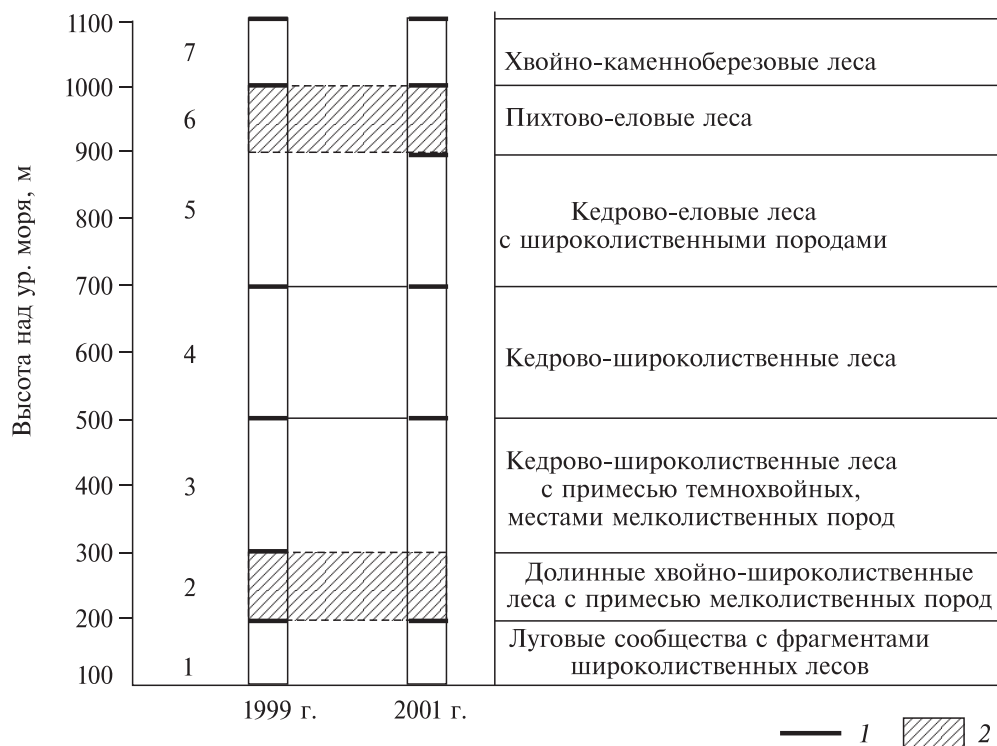 Высота над ур. моря, м
1100
1000
900
800
700
600
500
400
300
200
100
7
6
5
4
3
2
1
Хвойно-каменноберезовые леса
Пихтово-еловые леса
Кедрово-еловые леса
с широколиственными породами
Кедрово-широколиственные леса
Кедрово-широколиственные леса
с примесью темнохвойных,
местами мелколиственных пород
Долинные хвойно-широколиственные
леса с примесью мелколиственных пород
Луговые сообщества с фрагментами
широколиственных лесов
1999 г.
2001 г.
1
2